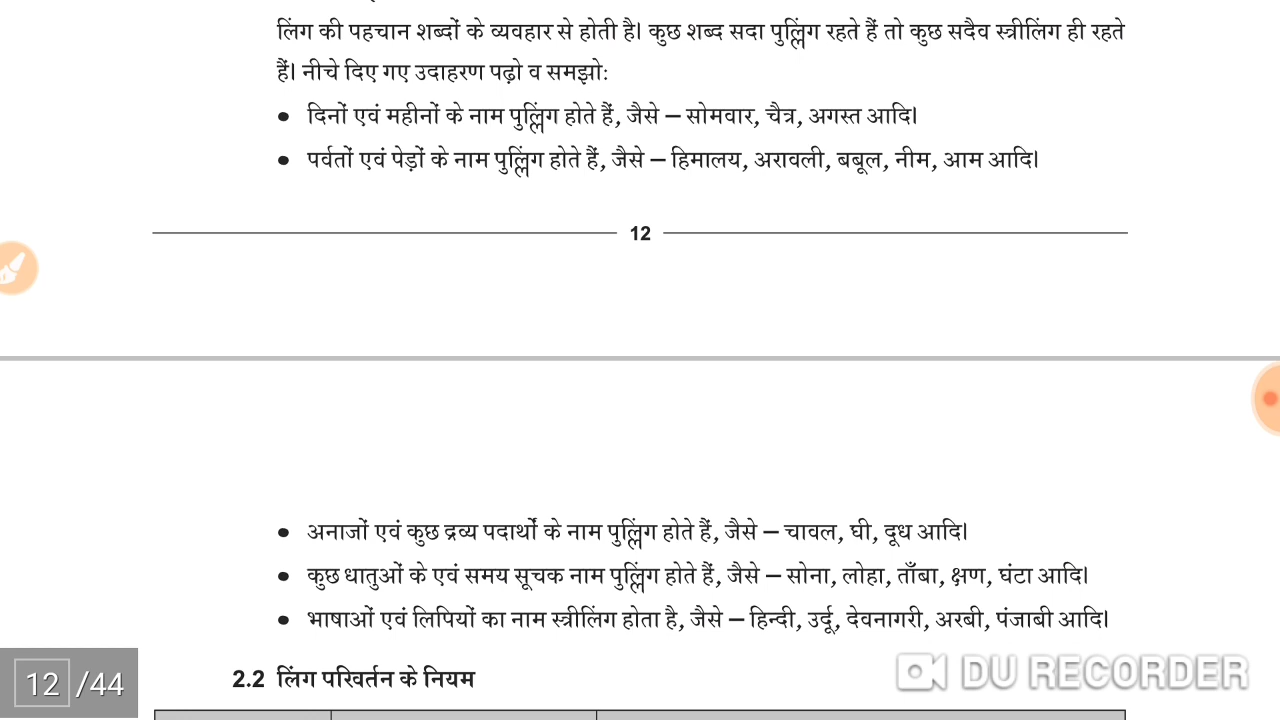 लिंग की पहचान शब्दों के व्यवहार से होती है। कुछ शब्द सदा पुल्लिंग रहते हैं तो कुछ सदैव स्त्रीलिंग ही रहते
हैं। नीचे दिए गए उदाहरण पढ़ो व समझोः
• दिनों एवं महीनों के नाम पुल्लिंग होते हैं, जैसे – सोमवार, चैत्र, अगस्त आदि।
• पर्वतों एवं पेड़ों के नाम पुल्लिंग होते हैं, जैसे – हिमालय, अरावली, बबूल, नीम, आम आदि।
12
• अनाजों एवं कुछ द्रव्य पदार्थों के नाम पुल्लिंग होते हैं, जैसे – चावल, घी, दूध आदि।
• कुछ धातुओं के एवं समय सूचक नाम पुल्लिंग होते हैं, जैसे – सोना, लोहा, ताँबा, क्षण, घंटा आदि।
• भाषाओं एवं लिपियों का नाम स्त्रीलिंग होता है, जैसे – हिन्दी, उर्दू, देवनागरी, अरबी, पंजाबी आदि।
2.2 लिंग परिवर्तन के नियम
12 /44
DU RECORDER